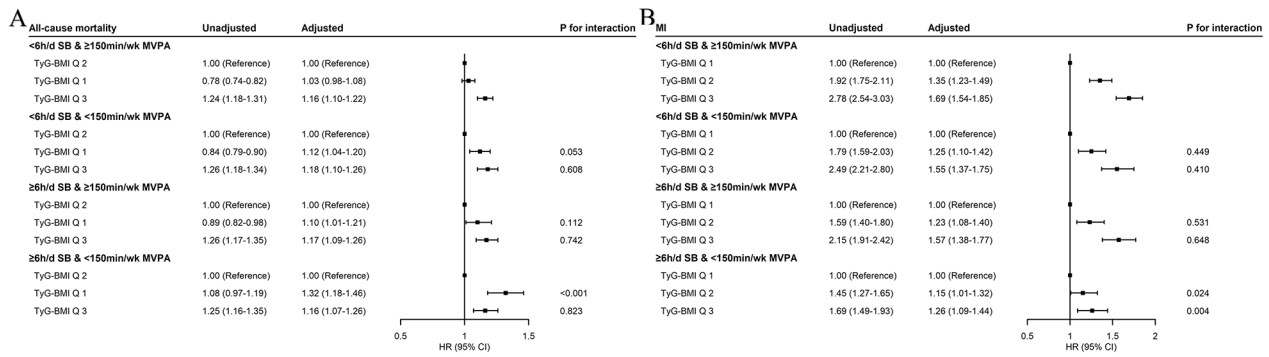 A
All-cause mortality Unadjusted Adjusted P for interaction
<6h/d SB & ≥150min/wk MVPA
TyG-BMI Q 2 1.00 (Reference) 1.00 (Reference)
TyG-BMI Q 1 0.78 (0.74-0.82) 1.03 (0.98-1.08)
TyG-BMI Q 3 1.24 (1.18-1.31) 1.16 (1.10-1.22)
<6h/d SB & <150min/wk MVPA
TyG-BMI Q 2 1.00 (Reference) 1.00 (Reference)
TyG-BMI Q 1 0.84 (0.79-0.90) 1.12 (1.04-1.20) 0.053
TyG-BMI Q 3 1.26 (1.18-1.34) 1.18 (1.10-1.26) 0.608
≥6h/d SB & ≥150min/wk MVPA
TyG-BMI Q 2 1.00 (Reference) 1.00 (Reference)
TyG-BMI Q 1 0.89 (0.82-0.98) 1.10 (1.01-1.21) 0.112
TyG-BMI Q 3 1.26 (1.17-1.35) 1.17 (1.09-1.26) 0.742
≥6h/d SB & <150min/wk MVPA
TyG-BMI Q 2 1.00 (Reference) 1.00 (Reference)
TyG-BMI Q 1 1.08 (0.97-1.19) 1.32 (1.18-1.46) <0.001
TyG-BMI Q 3 1.25 (1.16-1.35) 1.16 (1.07-1.26) 0.823
0.5 1 1.5
HR (95% CI)
B
MI Unadjusted Adjusted P for interaction
<6h/d SB & ≥150min/wk MVPA
TyG-BMI Q 1 1.00 (Reference) 1.00 (Reference)
TyG-BMI Q 2 1.92 (1.75-2.11) 1.35 (1.23-1.49)
TyG-BMI Q 3 2.78 (2.54-3.03) 1.69 (1.54-1.85)
<6h/d SB & <150min/wk MVPA
TyG-BMI Q 1 1.00 (Reference) 1.00 (Reference)
TyG-BMI Q 2 1.79 (1.59-2.03) 1.25 (1.10-1.42) 0.449
TyG-BMI Q 3 2.49 (2.21-2.80) 1.55 (1.37-1.75) 0.410
≥6h/d SB & ≥150min/wk MVPA
TyG-BMI Q 1 1.00 (Reference) 1.00 (Reference)
TyG-BMI Q 2 1.59 (1.40-1.80) 1.23 (1.08-1.40) 0.531
TyG-BMI Q 3 2.15 (1.91-2.42) 1.57 (1.38-1.77) 0.648
≥6h/d SB & <150min/wk MVPA
TyG-BMI Q 1 1.00 (Reference) 1.00 (Reference)
TyG-BMI Q 2 1.45 (1.27-1.65) 1.15 (1.01-1.32) 0.024
TyG-BMI Q 3 1.69 (1.49-1.93) 1.26 (1.09-1.44) 0.004
0.5 1 1.5 2
HR (95% CI)